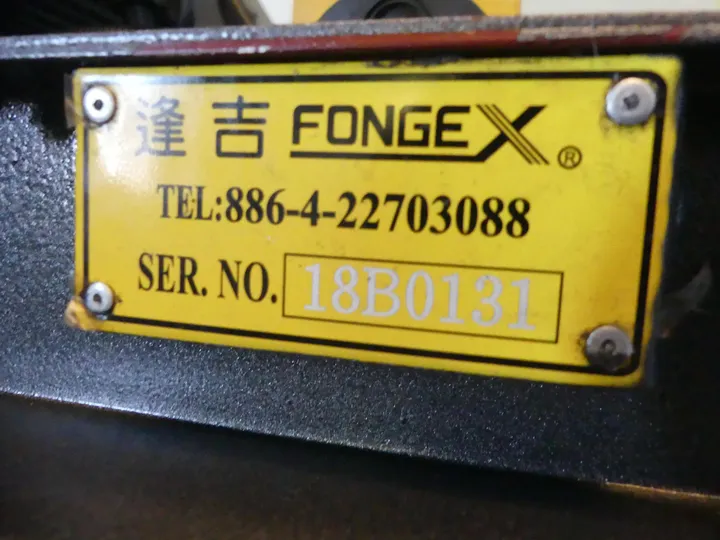 逢吉 FONGEX®
TEL:886-4-22703088
SER. NO. 18B0131